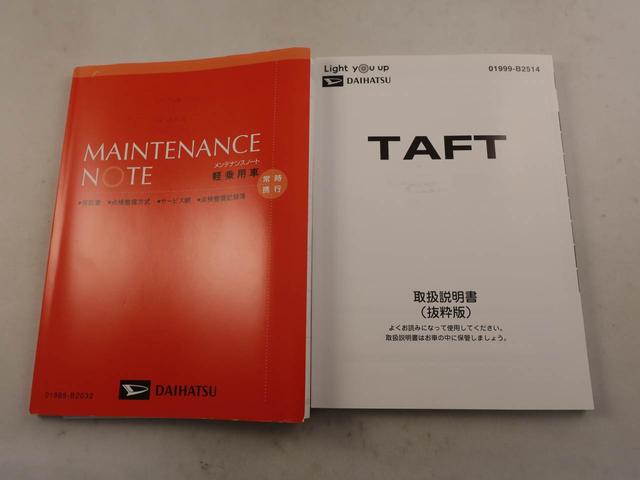 MAINTENANCE
メンテナンスノート
NOTE
軽乗用車
常時
携行
•保証書 •点検整備方式 •サービス網 •点検整備記録簿
DAIHATSU
01999-B2032
Light you up
DAIHATSU
01999-B2514
TAFT
取扱説明書
(抜粋版)
よくお読みになって使用してください。
取扱説明書はお車の中に保管しましょう。